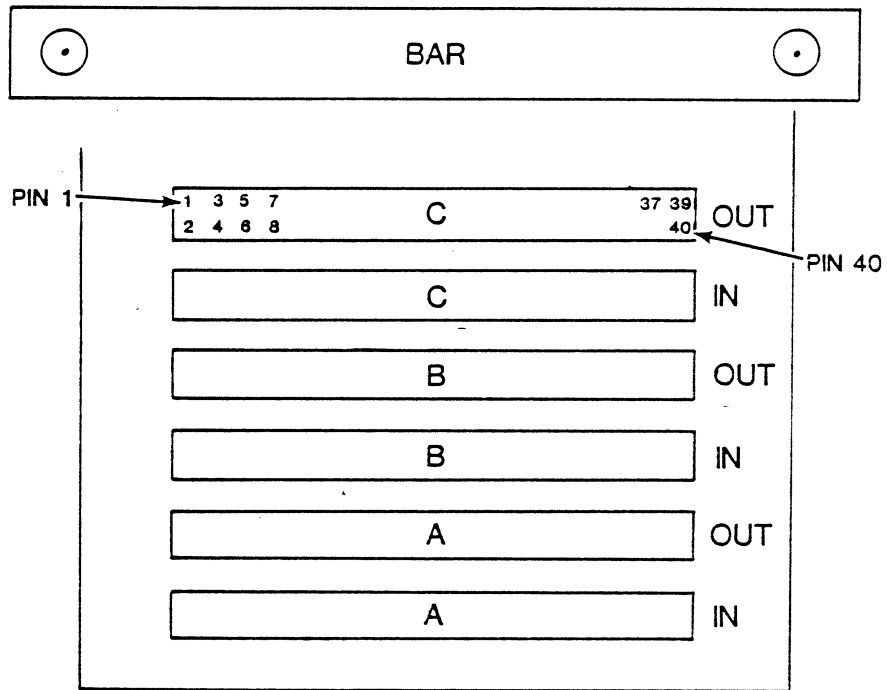 BAR
PIN 1
1 3 5 7 C 37 39 OUT
2 4 6 8 40
PIN 40
C IN
B OUT
B IN
A OUT
A IN